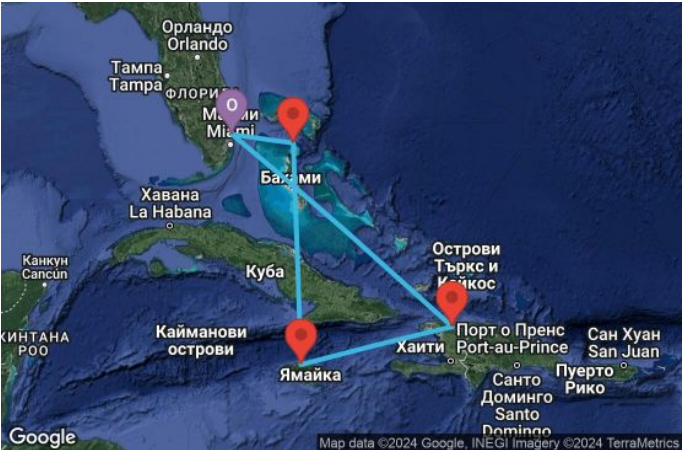 Орландо
Orlando
Тампа
Tampa
ФЛОРИДА
О
Маями
Miami
Бахами
Хавана
La Habana
Канкун
Cancún
Куба
Острови
Търкс и
Кайкос
КИНТАНА
РОО
Кайманови
острови
Хаити
Порт о Пренс
Port-au-Prince
Сан Хуан
San Juan
Ямайка
Санто
Доминго
Santo
Domingo
Пуерто
Рико
Google
Map data ©2024 Google, INEGI Imagery ©2024 TerraMetrics